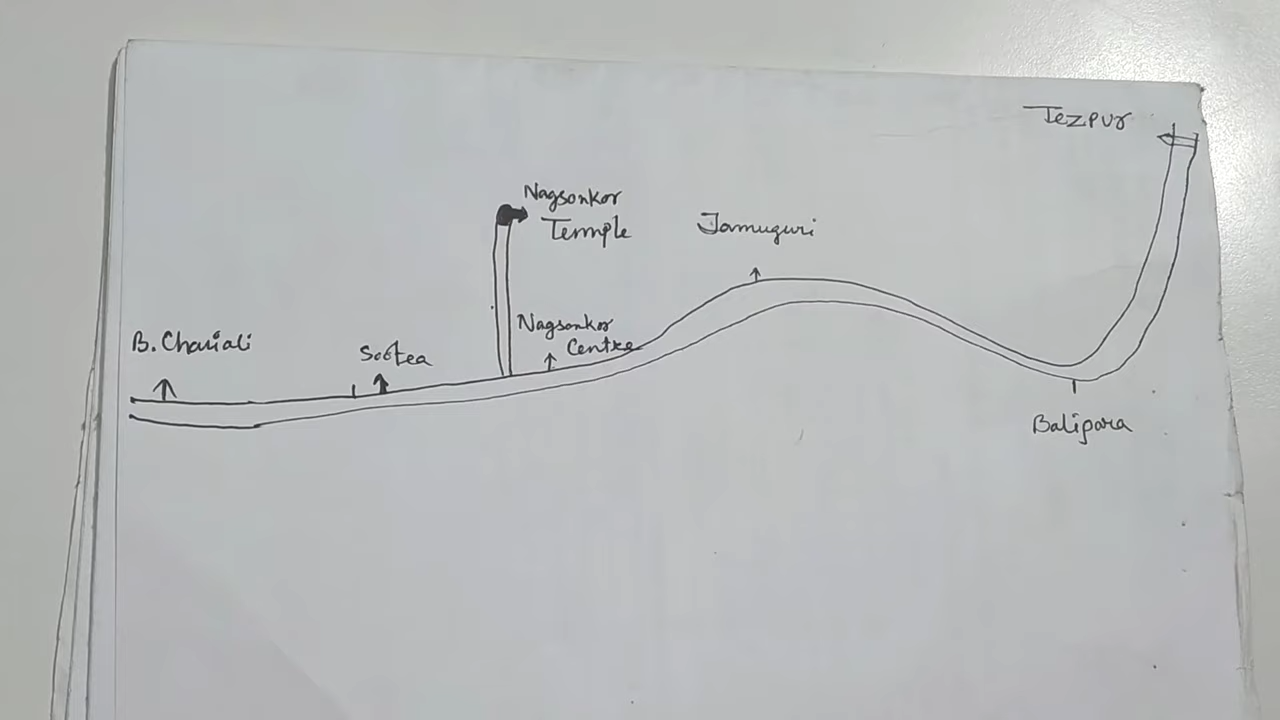 Tezpur
Nagsonkor
Temple
Jamuguri
Nagsonkor
Centre
B. Chariali
Sootea
Balipara